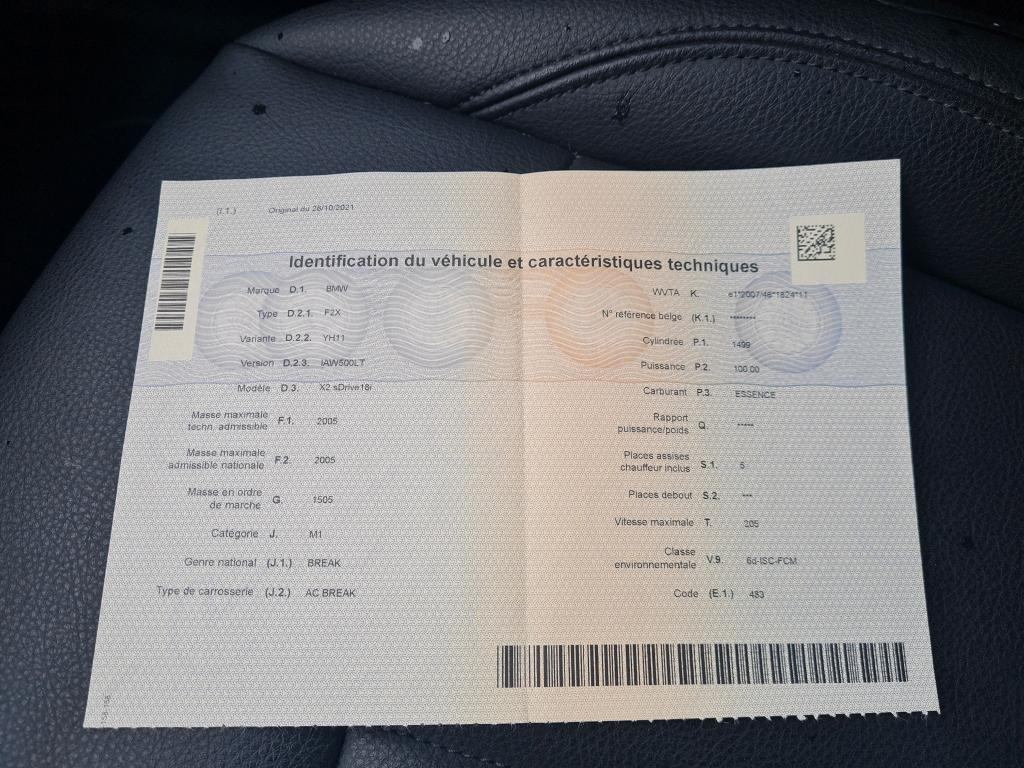 (I.1.) Original du 28/10/2021
Identification du véhicule et caractéristiques techniques
Marque D.1. BMW
Type D.2.1. F2X
Variante D.2.2. YH11
Version D.2.3. IAW500LT
Modèle D.3. X2 sDrive18i
Masse maximale
techn. admissible F.1. 2005
Masse maximale
admissible nationale F.2. 2005
Masse en ordre
de marche G. 1505
Catégorie J. M1
Genre national (J.1.) BREAK
Type de carrosserie (J.2.) AC BREAK
WVTA K. e1*2007/46*1824*11
N° référence belge (K.1.) ********
Cylindrée P.1. 1499
Puissance P.2. 100.00
Carburant P.3. ESSENCE
Rapport
puissance/poids Q. *****
Places assises
chauffeur inclus S.1. 5
Places debout S.2. ***
Vitesse maximale T. 205
Classe
environnementale V.9. 6d-ISC-FCM
Code (E.1.) 483